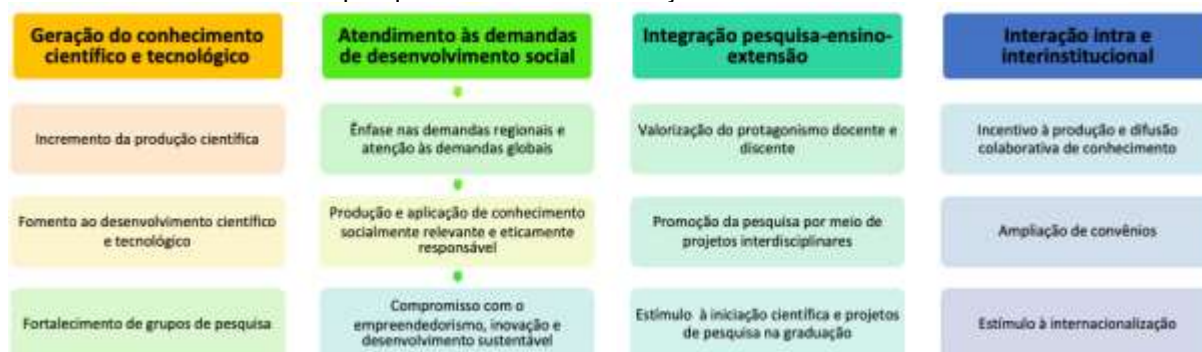 Geração do conhecimento
científico e tecnológico
Incremento da produção científica
Fomento ao desenvolvimento científico
e tecnológico
Fortalecimento de grupos de pesquisa
Atendimento às demandas
de desenvolvimento social
Ênfase nas demandas regionais e
atenção às demandas globais
Produção e aplicação de conhecimento
socialmente relevante e eticamente
responsável
Compromisso com o
empreendedorismo, inovação e
desenvolvimento sustentável
Integração pesquisa-ensino-
extensão
Valorização do protagonismo docente e
discente
Promoção da pesquisa por meio de
projetos interdisciplinares
Estímulo à iniciação científica e projetos
de pesquisa na graduação
Interação intra e
interinstitucional
Incentivo à produção e difusão
colaborativa de conhecimento
Ampliação de convênios
Estímulo à internacionalização